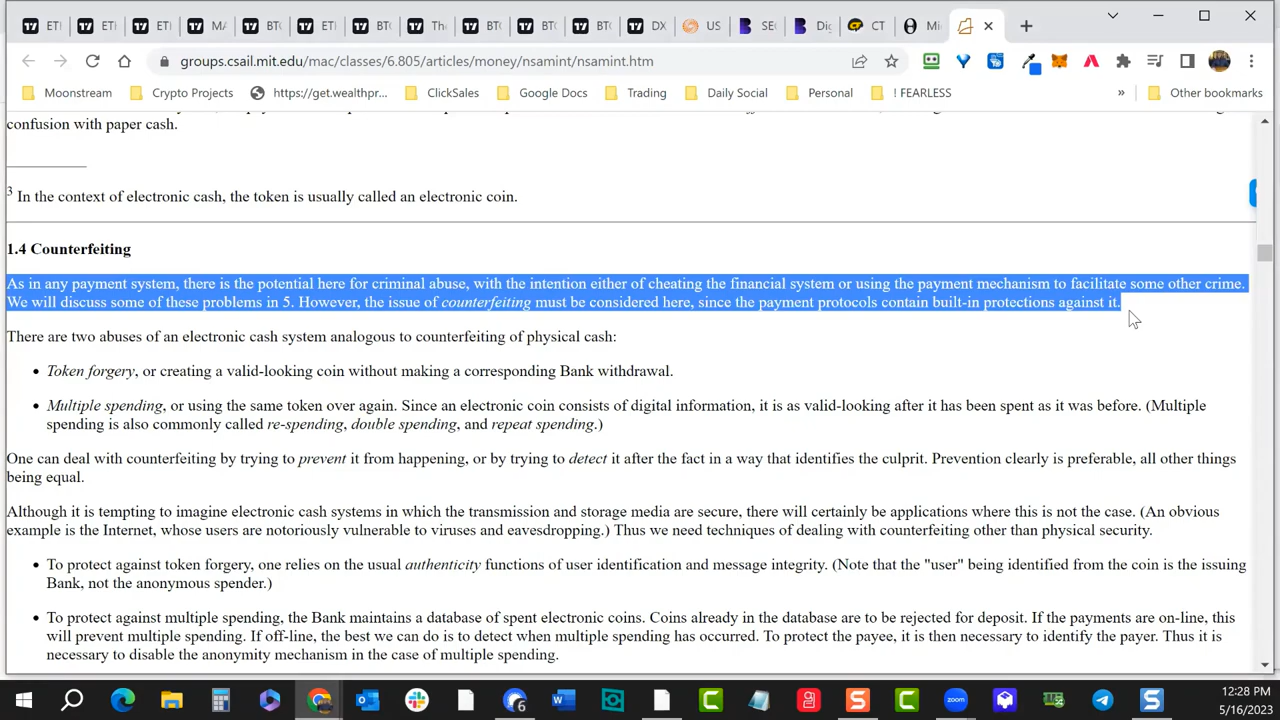 ETI
ETI
ETI
MA
BTC
ETI
BTC
The
BTC
BTC
BTC
DX
US
SEC
Dig
CT
Mi
groups.csail.mit.edu/mac/classes/6.805/articles/money/nsamint/nsamint.htm
Moonstream
Crypto Projects
https://get.wealthpr...
ClickSales
Google Docs
Trading
Daily Social
Personal
! FEARLESS
»
Other bookmarks
confusion with paper cash.
3 In the context of electronic cash, the token is usually called an electronic coin.
1.4 Counterfeiting
As in any payment system, there is the potential here for criminal abuse, with the intention either of cheating the financial system or using the payment mechanism to facilitate some other crime.
We will discuss some of these problems in 5. However, the issue of counterfeiting must be considered here, since the payment protocols contain built-in protections against it.
There are two abuses of an electronic cash system analogous to counterfeiting of physical cash:
• Token forgery, or creating a valid-looking coin without making a corresponding Bank withdrawal.
• Multiple spending, or using the same token over again. Since an electronic coin consists of digital information, it is as valid-looking after it has been spent as it was before. (Multiple
spending is also commonly called re-spending, double spending, and repeat spending.)
One can deal with counterfeiting by trying to prevent it from happening, or by trying to detect it after the fact in a way that identifies the culprit. Prevention clearly is preferable, all other things
being equal.
Although it is tempting to imagine electronic cash systems in which the transmission and storage media are secure, there will certainly be applications where this is not the case. (An obvious
example is the Internet, whose users are notoriously vulnerable to viruses and eavesdropping.) Thus we need techniques of dealing with counterfeiting other than physical security.
• To protect against token forgery, one relies on the usual authenticity functions of user identification and message integrity. (Note that the "user" being identified from the coin is the issuing
Bank, not the anonymous spender.)
• To protect against multiple spending, the Bank maintains a database of spent electronic coins. Coins already in the database are to be rejected for deposit. If the payments are on-line, this
will prevent multiple spending. If off-line, the best we can do is to detect when multiple spending has occurred. To protect the payee, it is then necessary to identify the payer. Thus it is
necessary to disable the anonymity mechanism in the case of multiple spending.
6
zoom
12:28 PM
5/16/2023